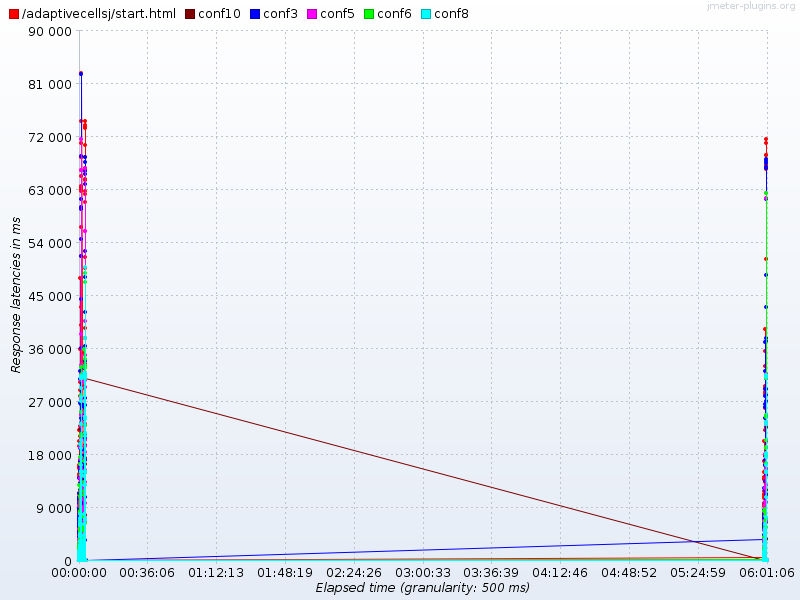 /adaptivecellsj/start.html conf10 conf3 conf5 conf6 conf8
jmeter-plugins.org
90 000
81 000
72 000
63 000
54 000
45 000
36 000
27 000
18 000
9 000
0
Response latencies in ms
00:00:00 00:36:06 01:12:13 01:48:19 02:24:26 03:00:33 03:36:39 04:12:46 04:48:52 05:24:59 06:01:06
Elapsed time (granularity: 500 ms)